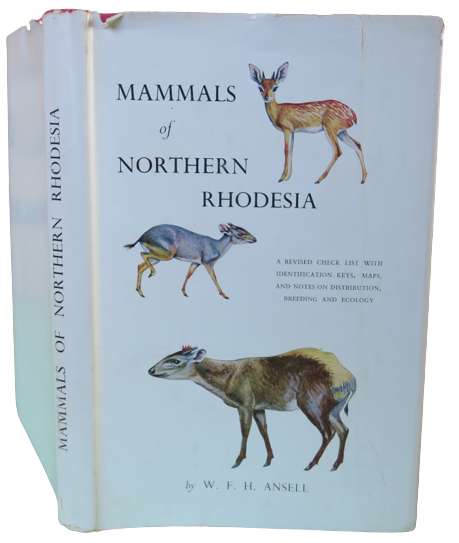 MAMMALS OF NORTHERN RHODESIA
MAMMALS
of
NORTHERN
RHODESIA
A REVISED CHECK LIST WITH
IDENTIFICATION KEYS, MAPS,
AND NOTES ON DISTRIBUTION,
BREEDING AND ECOLOGY
by W. F. H. ANSELL